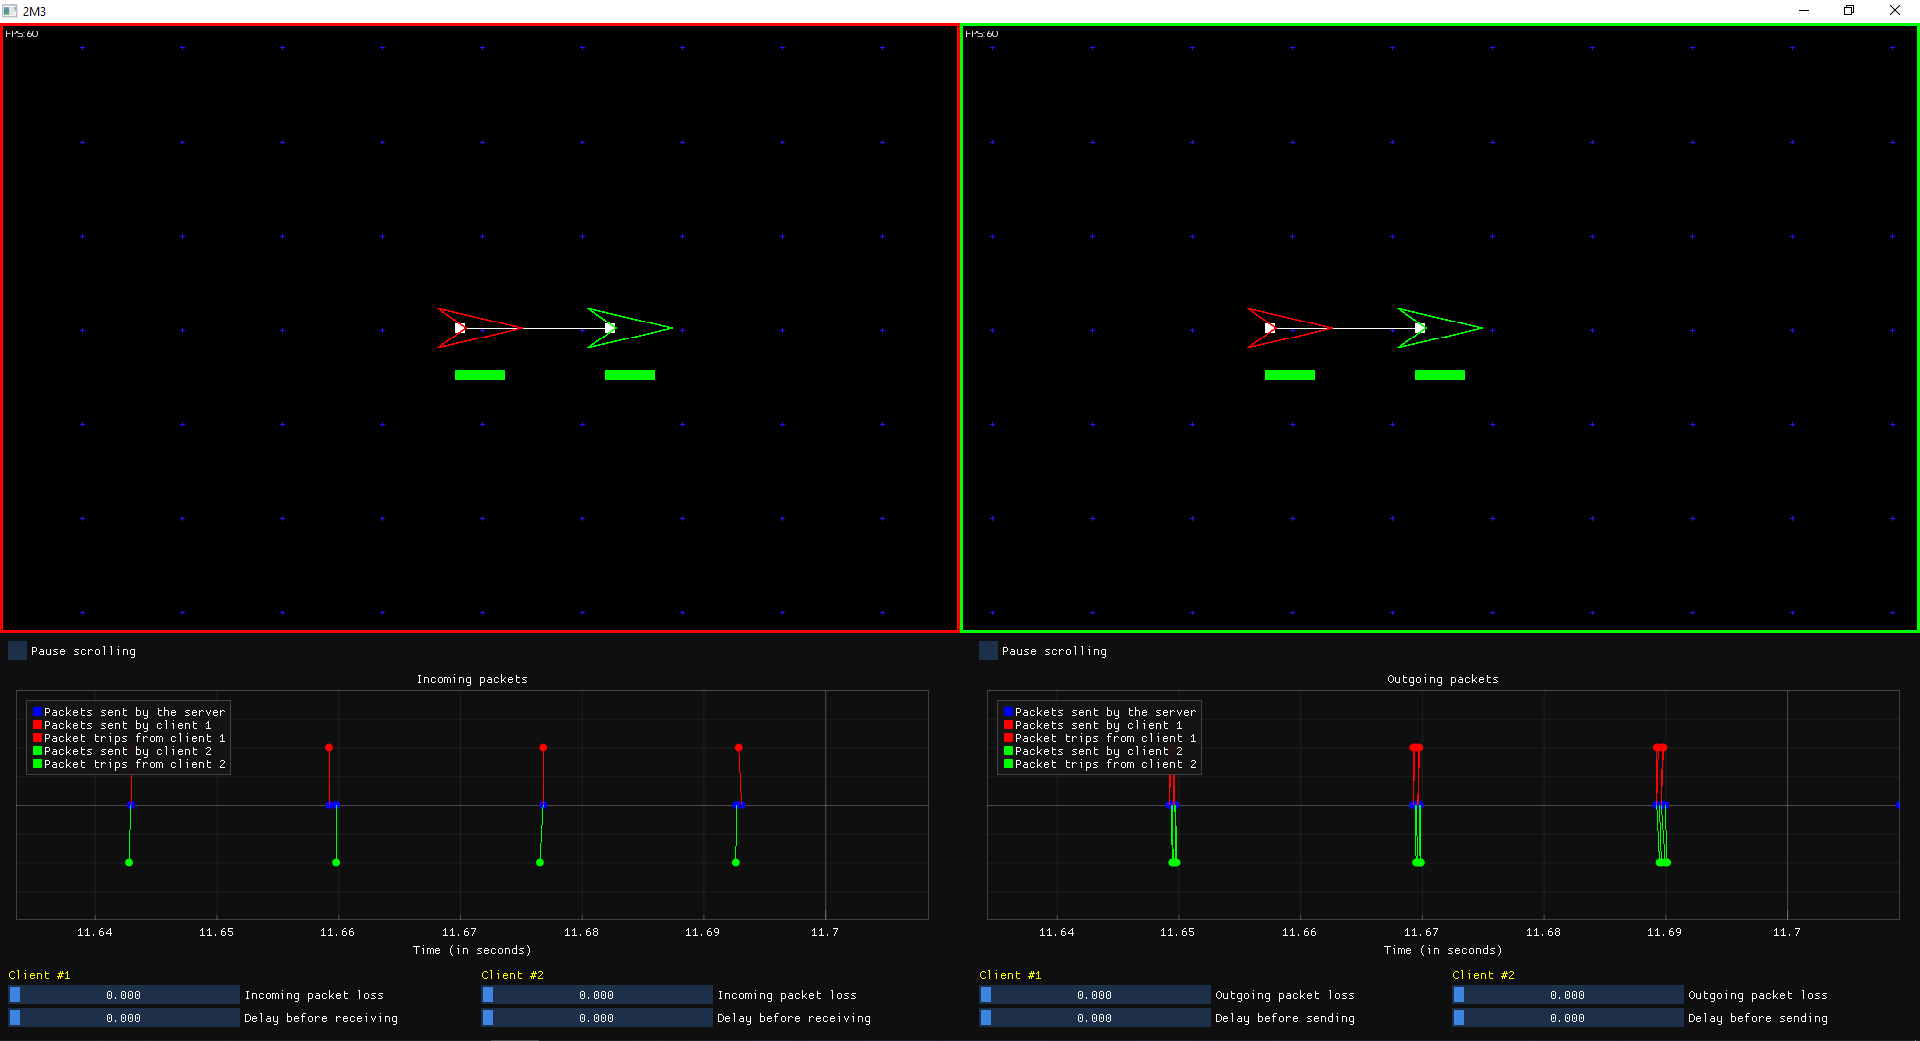 2M3
FPS:60
FPS:60
Pause scrolling
Incoming packets
Packets sent by the server
Packets sent by client 1
Packet trips from client 1
Packets sent by client 2
Packet trips from client 2
11.64 11.65 11.66 11.67 11.68 11.69 11.7
Time (in seconds)
Client #1
0.000 Incoming packet loss
0.000 Delay before receiving
Client #2
0.000 Incoming packet loss
0.000 Delay before receiving
Pause scrolling
Outgoing packets
Packets sent by the server
Packets sent by client 1
Packet trips from client 1
Packets sent by client 2
Packet trips from client 2
11.64 11.65 11.66 11.67 11.68 11.69 11.7
Time (in seconds)
Client #1
0.000 Outgoing packet loss
0.000 Delay before sending
Client #2
0.000 Outgoing packet loss
0.000 Delay before sending